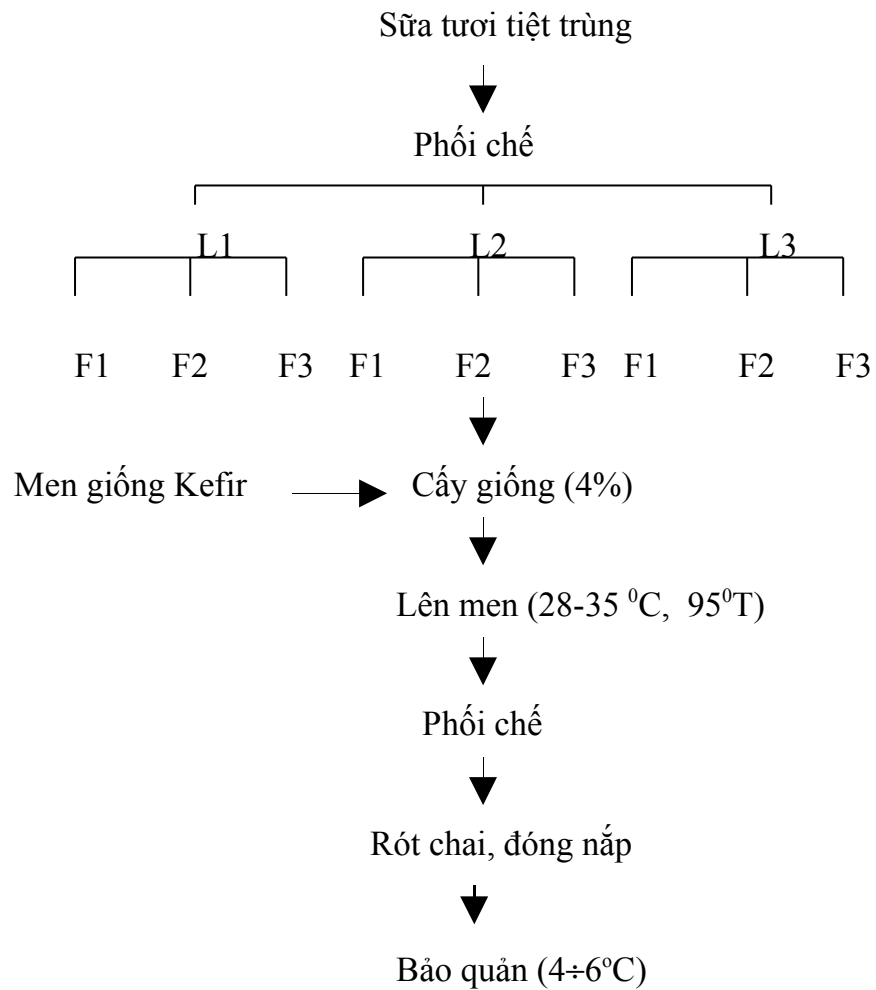 Sữa tươi tiệt trùng
Phối chế
L1 L2 L3
F1 F2 F3 F1 F2 F3 F1 F2 F3
Men giống Kefir Cấy giống (4%)
Lên men (28-35 ⁰C, 95⁰T)
Phối chế
Rót chai, đóng nắp
Bảo quản (4÷6ºC)